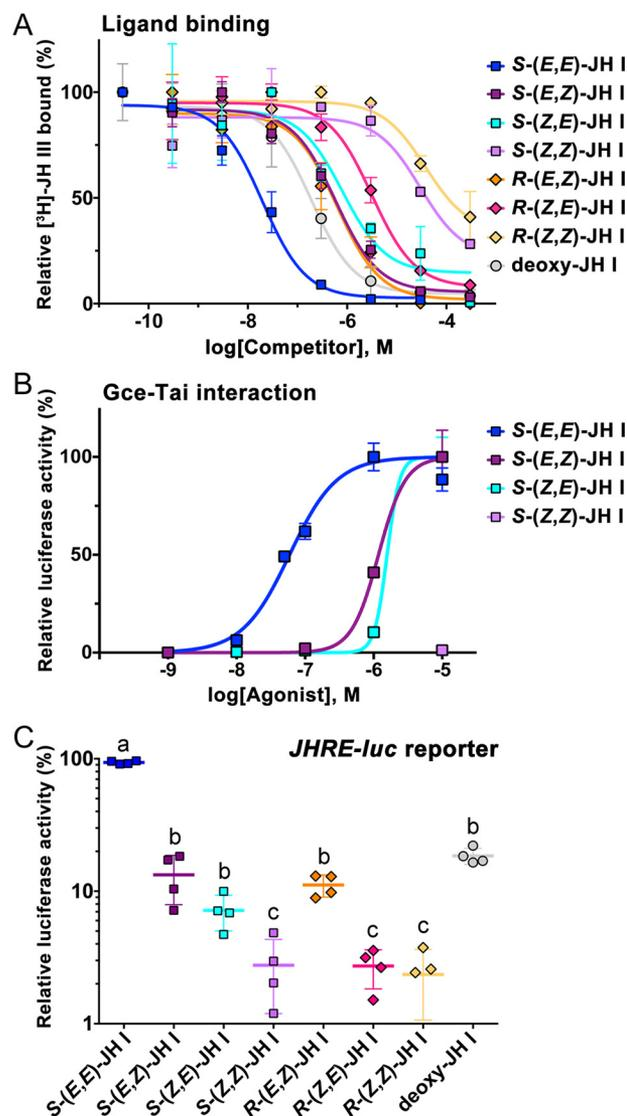 A
Ligand binding
Relative [³H]-JH III bound (%)
100
50
0
-10
-8
-6
-4
log[Competitor], M
S-(E,E)-JH I
S-(E,Z)-JH I
S-(Z,E)-JH I
S-(Z,Z)-JH I
R-(E,Z)-JH I
R-(Z,E)-JH I
R-(Z,Z)-JH I
deoxy-JH I
B
Gce-Tai interaction
Relative luciferase activity (%)
100
50
0
-9
-8
-7
-6
-5
log[Agonist], M
S-(E,E)-JH I
S-(E,Z)-JH I
S-(Z,E)-JH I
S-(Z,Z)-JH I
C
JHRE-luc reporter
Relative luciferase activity (%)
100
10
1
a
b
b
c
b
c
c
b
S-(E,E)-JH I
S-(E,Z)-JH I
S-(Z,E)-JH I
S-(Z,Z)-JH I
R-(E,Z)-JH I
R-(Z,E)-JH I
R-(Z,Z)-JH I
deoxy-JH I